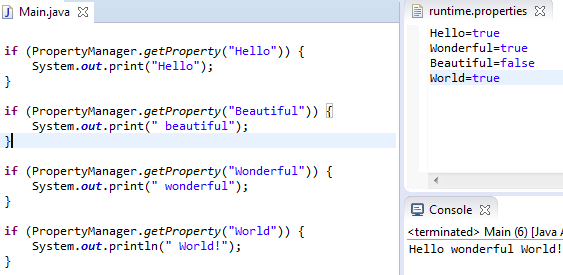 Main.java
if (PropertyManager.getProperty("Hello")) {
System.out.print("Hello");
}
if (PropertyManager.getProperty("Beautiful")) {
System.out.print(" beautiful");
}
if (PropertyManager.getProperty("Wonderful")) {
System.out.print(" wonderful");
}
if (PropertyManager.getProperty("World")) {
System.out.println(" World!");
}
runtime.properties
Hello=true
Wonderful=true
Beautiful=false
World=true
Console
<terminated> Main (6) [Java A
Hello wonderful World!